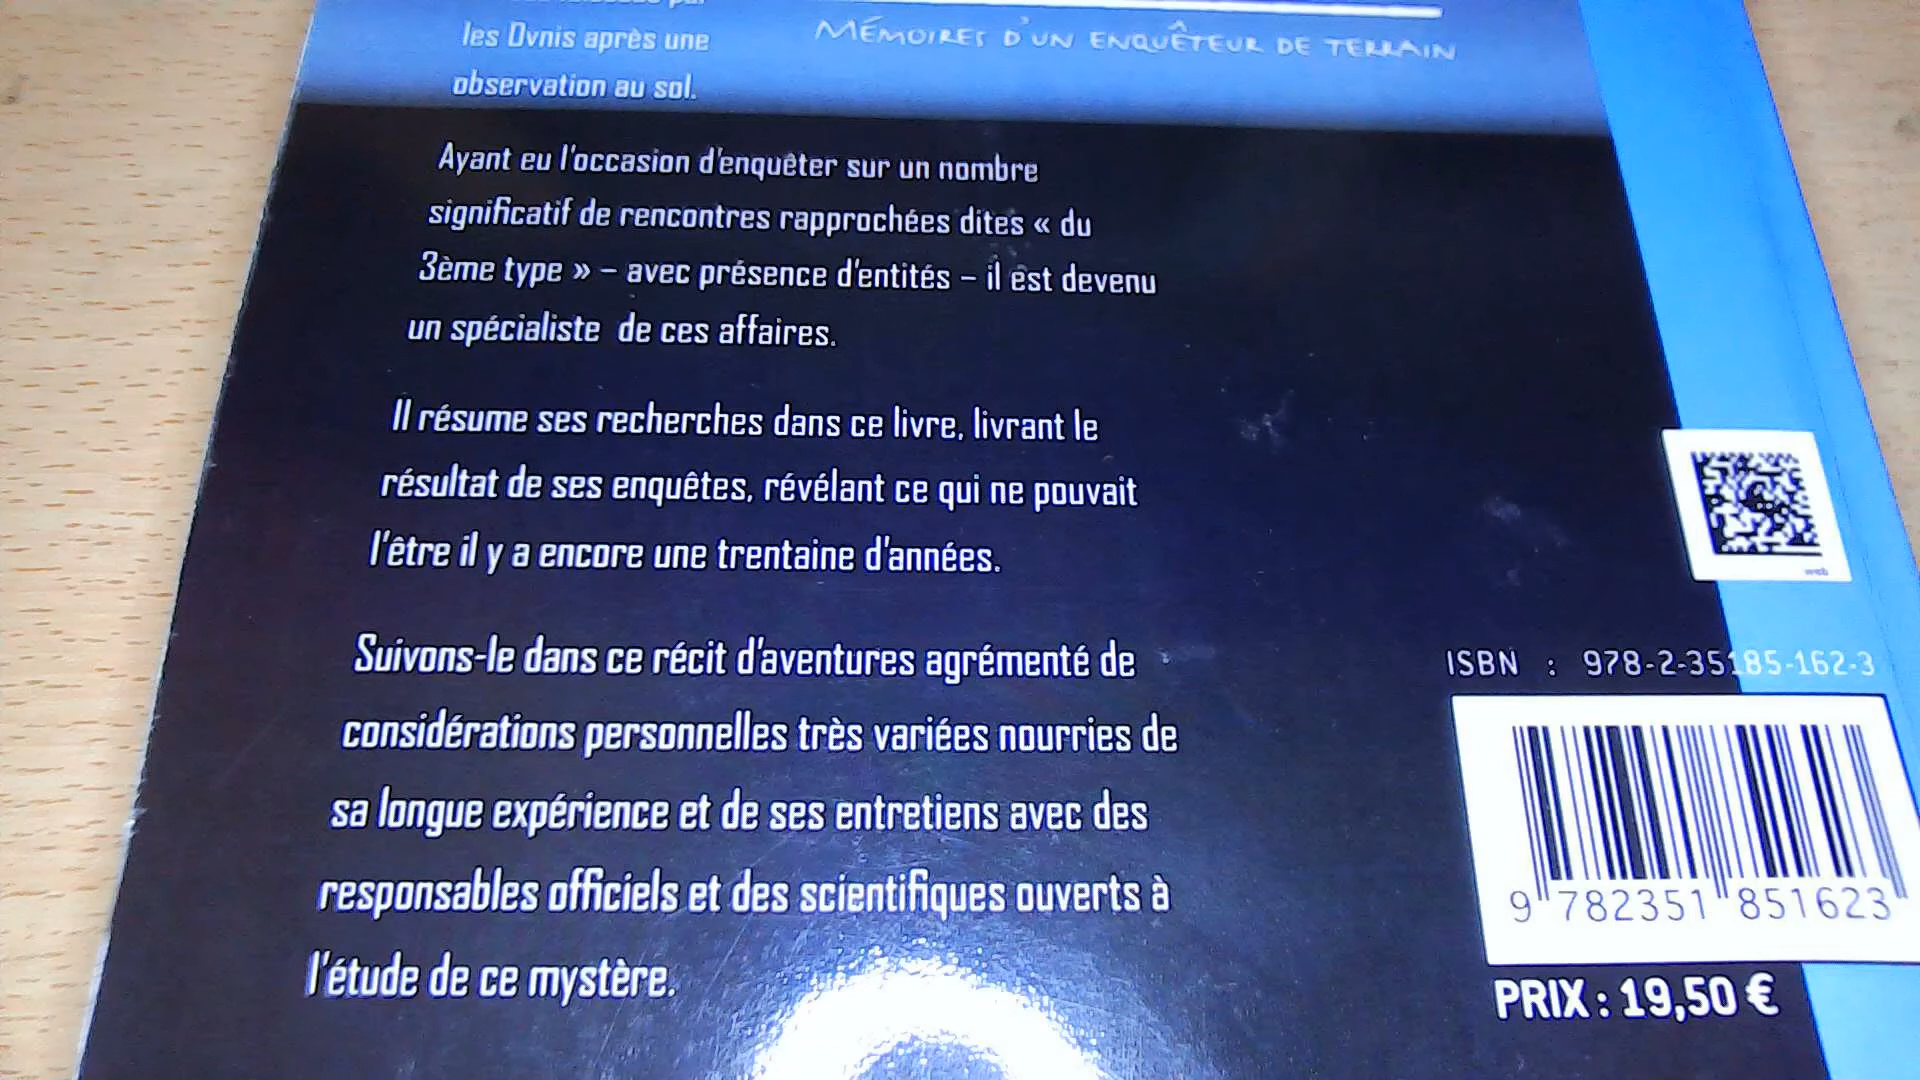 les Ovnis après une
observation au sol.
MÉMOIRES D'UN ENQUÊTEUR DE TERRAIN
Ayant eu l'occasion d'enquêter sur un nombre
significatif de rencontres rapprochées dites « du
3ème type » – avec présence d'entités – il est devenu
un spécialiste de ces affaires.
Il résume ses recherches dans ce livre, livrant le
résultat de ses enquêtes, révélant ce qui ne pouvait
l'être il y a encore une trentaine d'années.
Suivons-le dans ce récit d'aventures agrémenté de
considérations personnelles très variées nourries de
sa longue expérience et de ses entretiens avec des
responsables officiels et des scientifiques ouverts à
l'étude de ce mystère.
web
ISBN : 978-2-35185-162-3
9 782351 851623
PRIX : 19,50 €